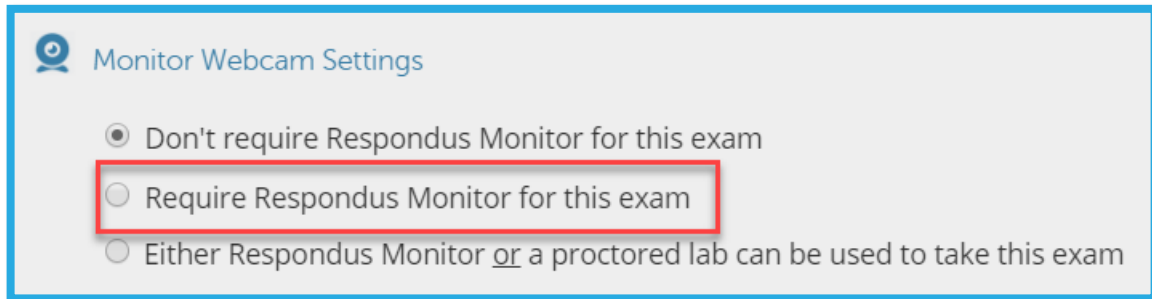 Monitor Webcam Settings
Don't require Respondus Monitor for this exam
Require Respondus Monitor for this exam
Either Respondus Monitor or a proctored lab can be used to take this exam